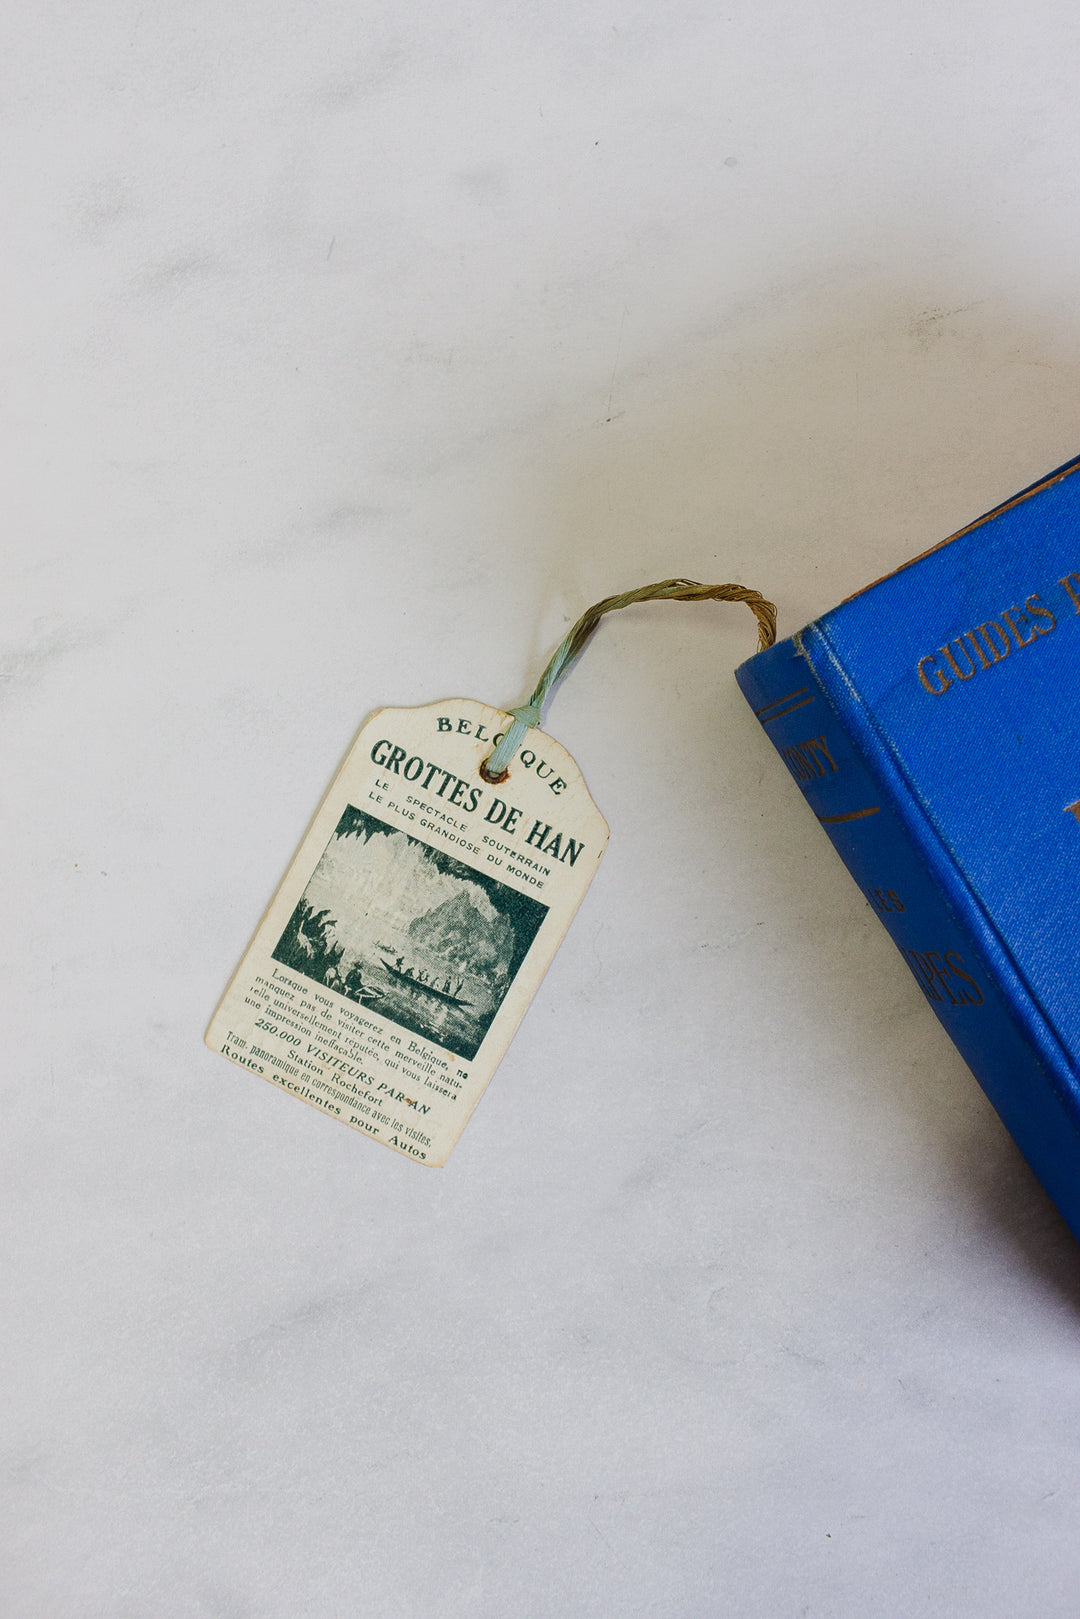 BELGIQUE
GROTTES DE HAN
LE SPECTACLE SOUTERRAIN
LE PLUS GRANDIOSE DU MONDE
Lorsque vous voyagerez en Belgique, ne
manquez pas de visiter cette merveille natu-
relle universellement réputée, qui vous laissera
une impression ineffaçable.
250.000 VISITEURS PAR AN
Station Rochefort
Tram. panoramique en correspondance avec les visites.
Routes excellentes pour Autos
GUIDES
CONTY
LES